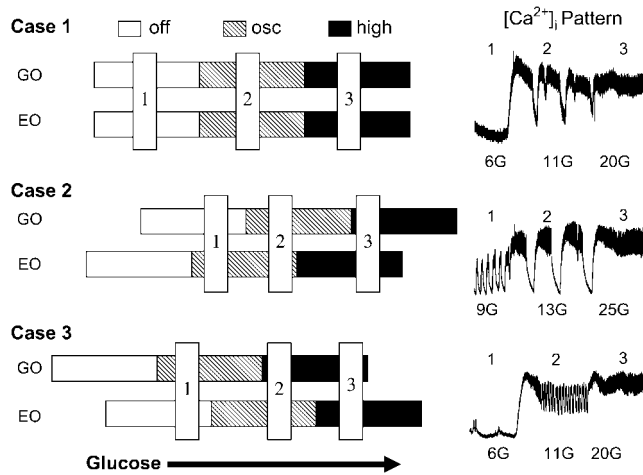 Case 1
off
osc
high
[Ca2+]i Pattern
GO
EO
1
2
3
1
2
3
6G
11G
20G
Case 2
GO
EO
1
2
3
1
2
3
9G
13G
25G
Case 3
GO
EO
1
2
3
1
2
3
6G
11G
20G
Glucose